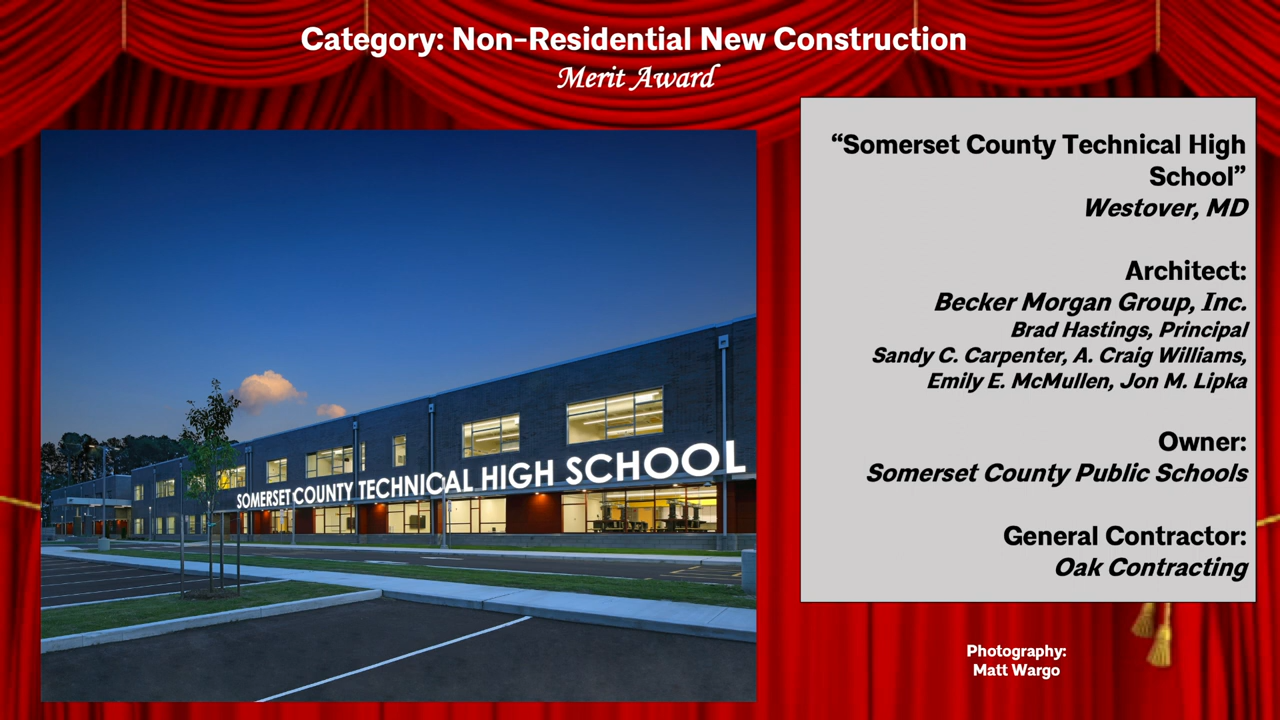 Category: Non-Residential New Construction
Merit Award
“Somerset County Technical High
School”
Westover, MD
Architect:
Becker Morgan Group, Inc.
Brad Hastings, Principal
Sandy C. Carpenter, A. Craig Williams,
Emily E. McMullen, Jon M. Lipka
Owner:
Somerset County Public Schools
General Contractor:
Oak Contracting
SOMERSET COUNTY TECHNICAL HIGH SCHOOL
Photography:
Matt Wargo